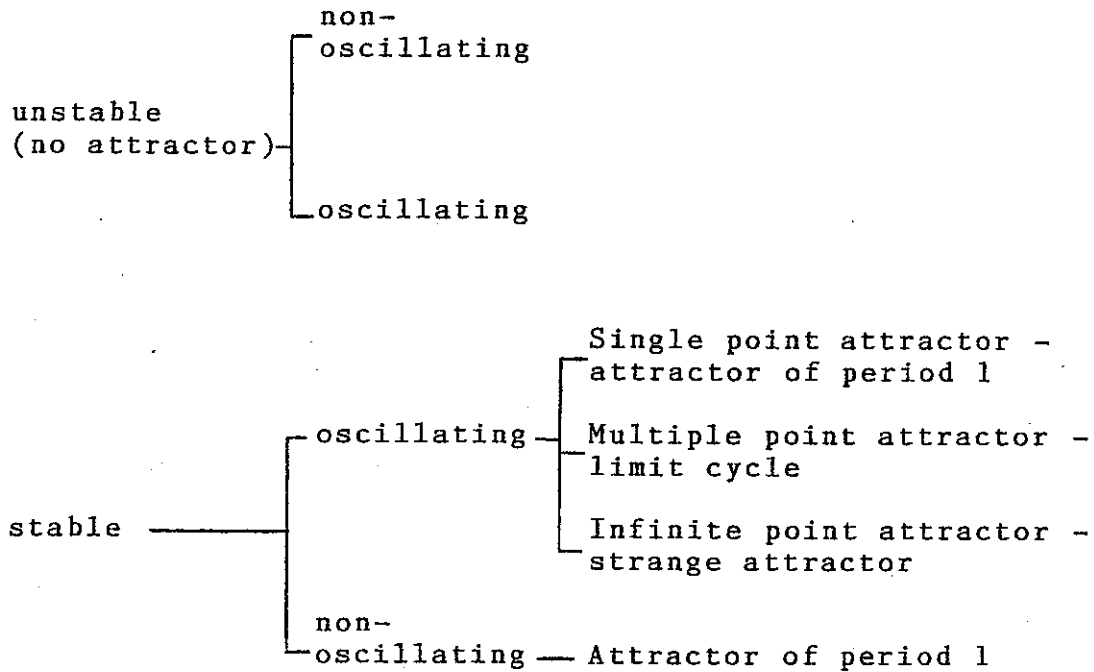 non-
oscillating
unstable
(no attractor)
oscillating
Single point attractor -
attractor of period 1
oscillating
Multiple point attractor -
limit cycle
stable
Infinite point attractor -
strange attractor
non-
oscillating
Attractor of period 1